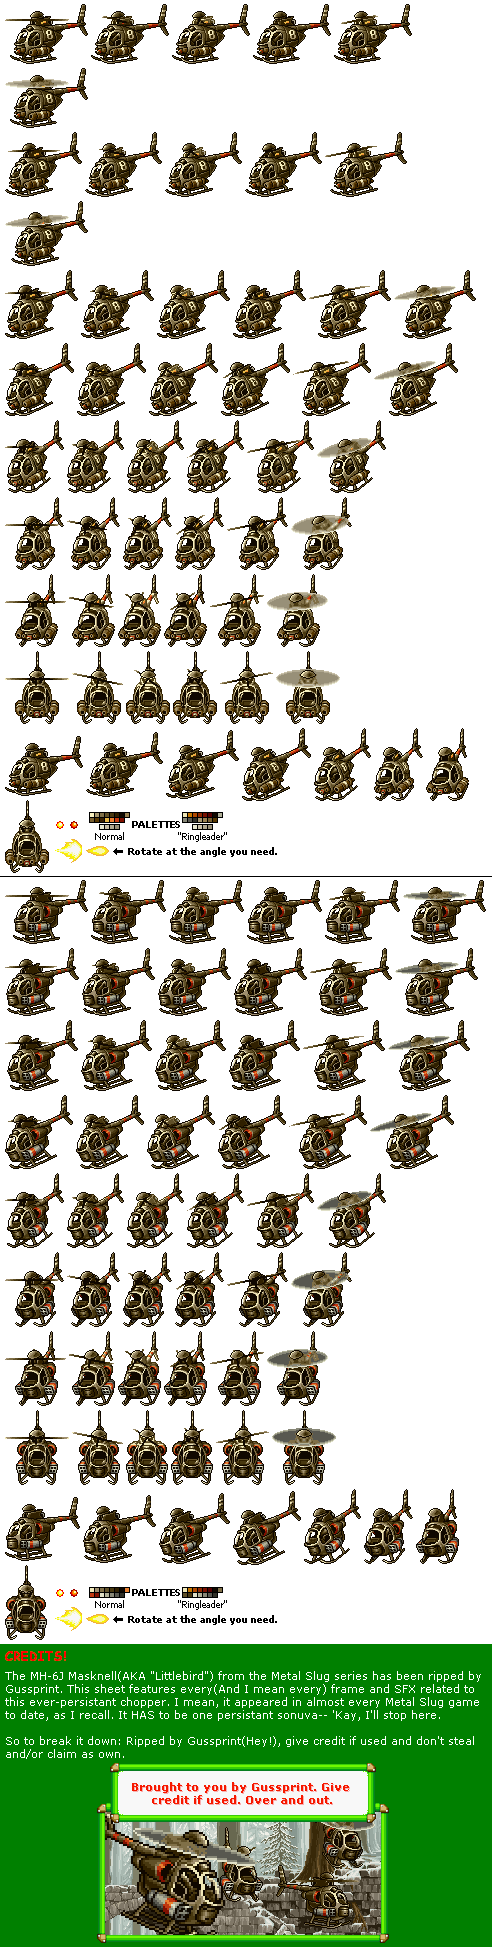 PALETTES
Normal "Ringleader"
← Rotate at the angle you need.
PALETTES
Normal "Ringleader"
← Rotate at the angle you need.
CREDITS!
The MH-6J Masknell(AKA "Littlebird") from the Metal Slug series has been ripped by
Gussprint. This sheet features every(And I mean every) frame and SFX related to
this ever-persistant chopper. I mean, it appeared in almost every Metal Slug game
to date, as I recall. It HAS to be one persistant sonuva-- 'Kay, I'll stop here.
So to break it down: Ripped by Gussprint(Hey!), give credit if used and don't steal
and/or claim as own.
Brought to you by Gussprint. Give
credit if used. Over and out.